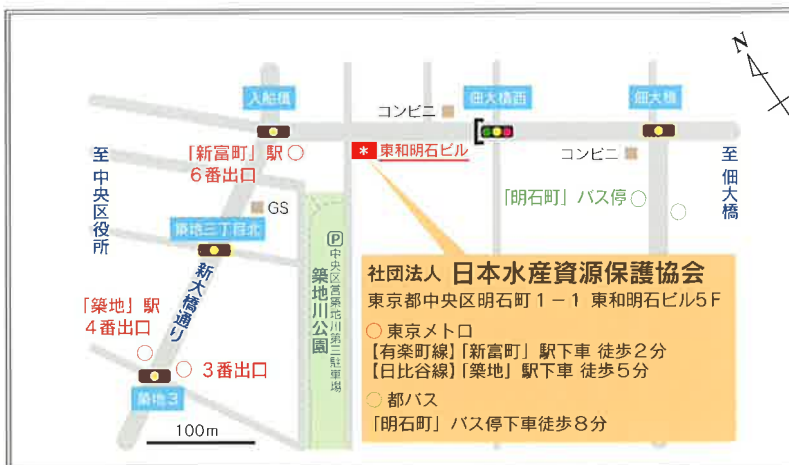 N
入船橋
コンビニ
佃大橋西
佃大橋
「新富町」駅
6番出口
* 東和明石ビル
コンビニ
至 中央区役所
至 佃大橋
「明石町」バス停
GS
築地三丁目北
新大橋通り
P 中央区営築地川第三駐車場
築地川公園
「築地」駅
4番出口
3番出口
築地3
100m
社団法人 日本水産資源保護協会
東京都中央区明石町1-1 東和明石ビル5F
東京メトロ
【有楽町線】「新富町」駅下車 徒歩2分
【日比谷線】「築地」駅下車 徒歩5分
都バス
「明石町」バス停下車徒歩8分